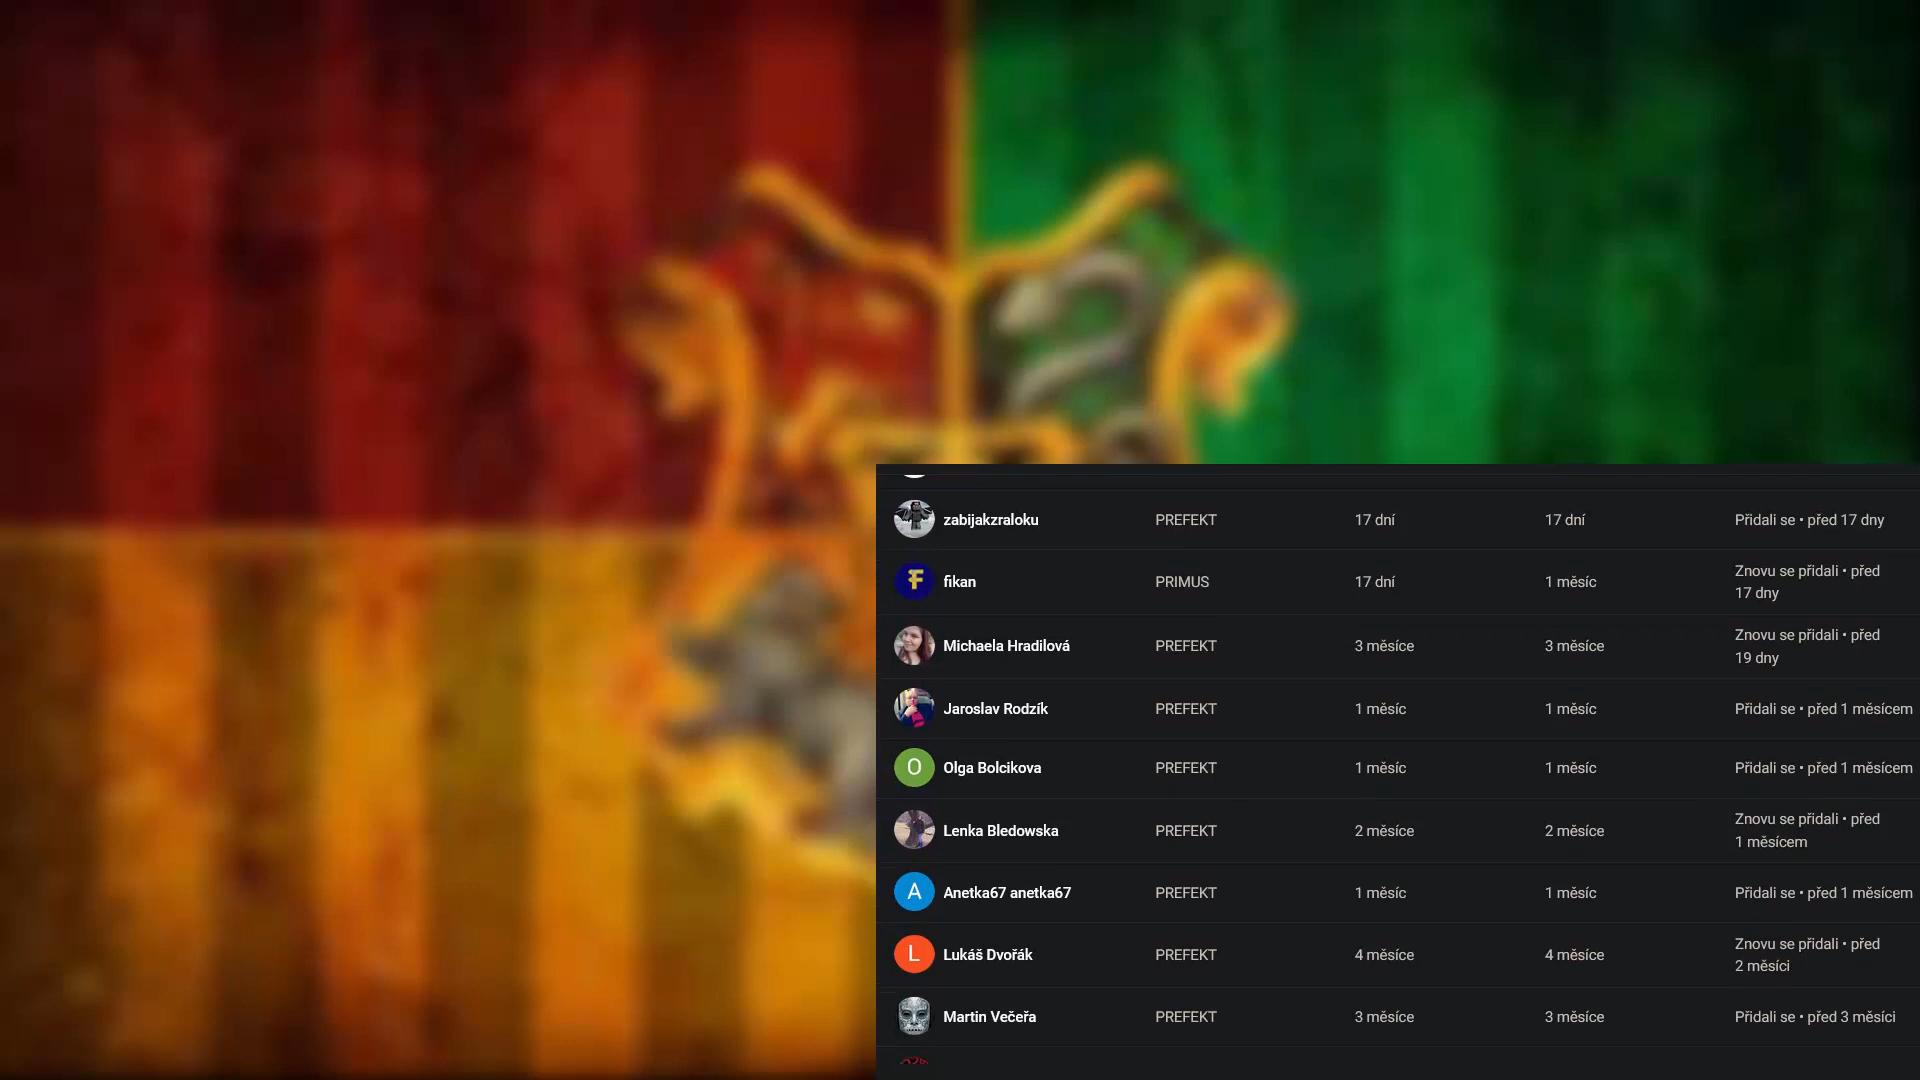 zabijakzraloku PREFEKT 17 dní 17 dní Přidali se • před 17 dny
fikan PRIMUS 17 dní 1 měsíc Znovu se přidali • před
17 dny
Michaela Hradilová PREFEKT 3 měsíce 3 měsíce Znovu se přidali • před
19 dny
Jaroslav Rodzík PREFEKT 1 měsíc 1 měsíc Přidali se • před 1 měsícem
O Olga Bolcikova PREFEKT 1 měsíc 1 měsíc Přidali se • před 1 měsícem
Lenka Bledowska PREFEKT 2 měsíce 2 měsíce Znovu se přidali • před
1 měsícem
A Anetka67 anetka67 PREFEKT 1 měsíc 1 měsíc Přidali se • před 1 měsícem
L Lukáš Dvořák PREFEKT 4 měsíce 4 měsíce Znovu se přidali • před
2 měsíci
Martin Večeřa PREFEKT 3 měsíce 3 měsíce Přidali se • před 3 měsíci